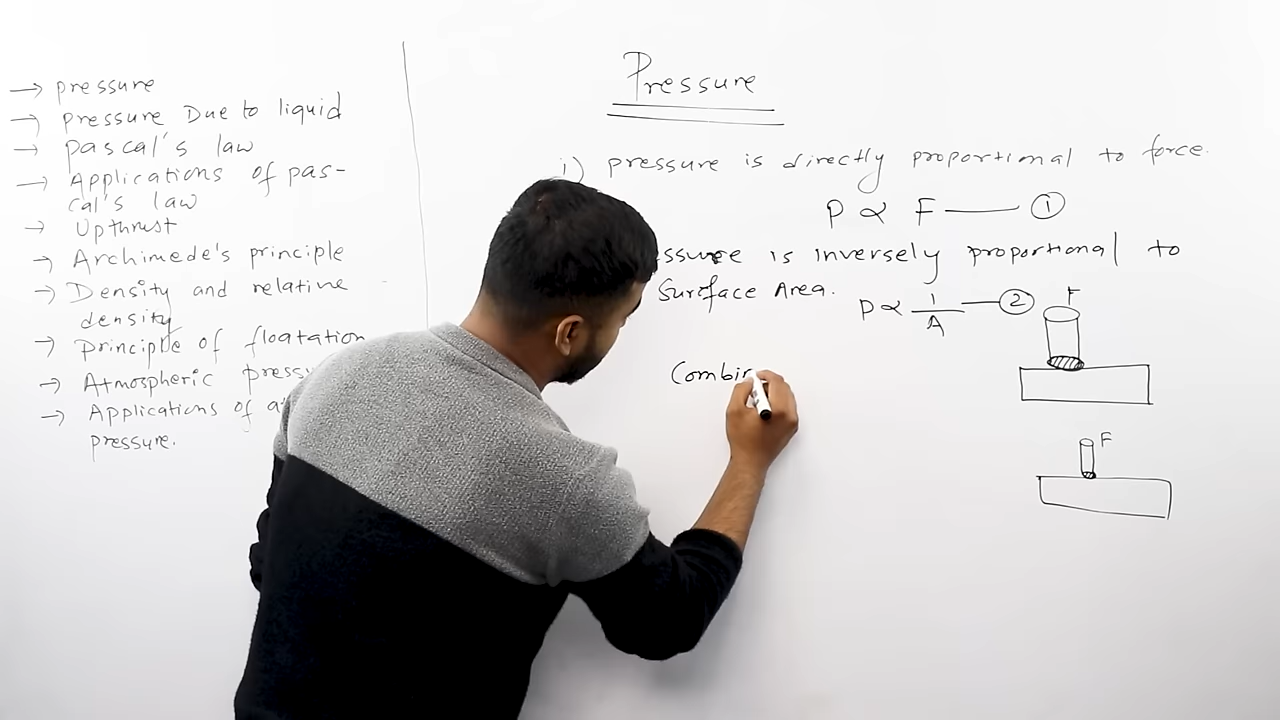 → pressure
→ pressure Due to liquid
→ pascal's law
→ Applications of pas-
cal's law
→ Upthrust
→ Archimede's principle
→ Density and relative
density
→ principle of floatation
→ Atmospheric
→ Applications of
pressure.
Pressure
i) pressure is directly proportional to force.
P ∝ F —— ①
is inversely proportional to
Surface Area.
P ∝ 1/A —— ②
F
F